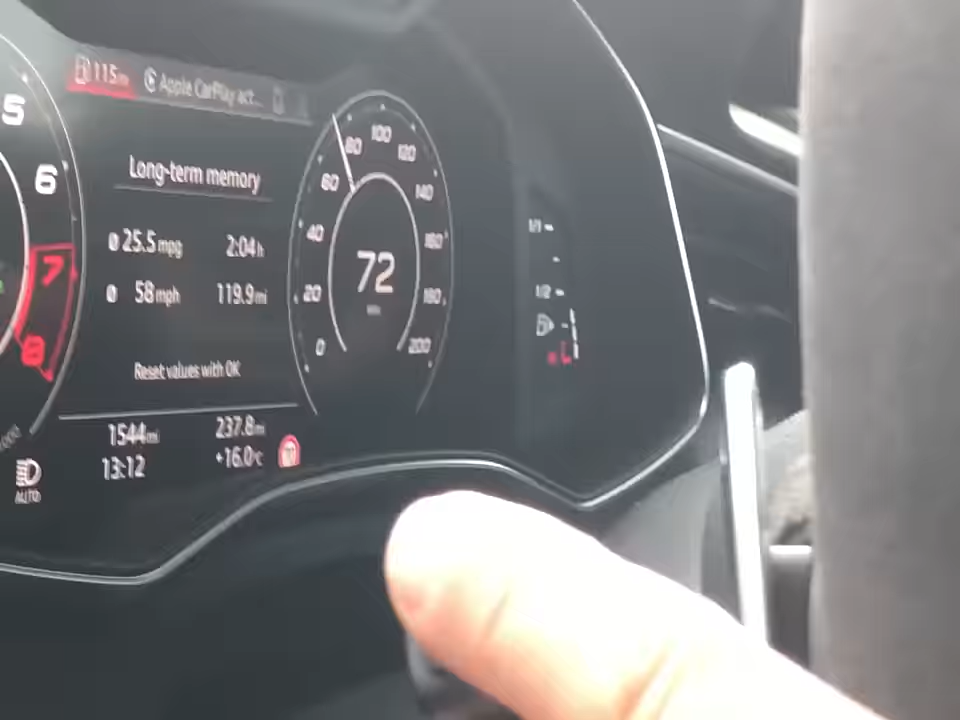 115mi Apple CarPlay act...
5
6
7
8
Long-term memory
ø 25.5 mpg 2:04 h
ø 58 mph 119.9 mi
Reset values with OK
1544 mi 237.8 mi
13:12 +16.0°C
AUTO
0
20
40
60
80
100
120
140
160
180
200
72
1/1
1/2